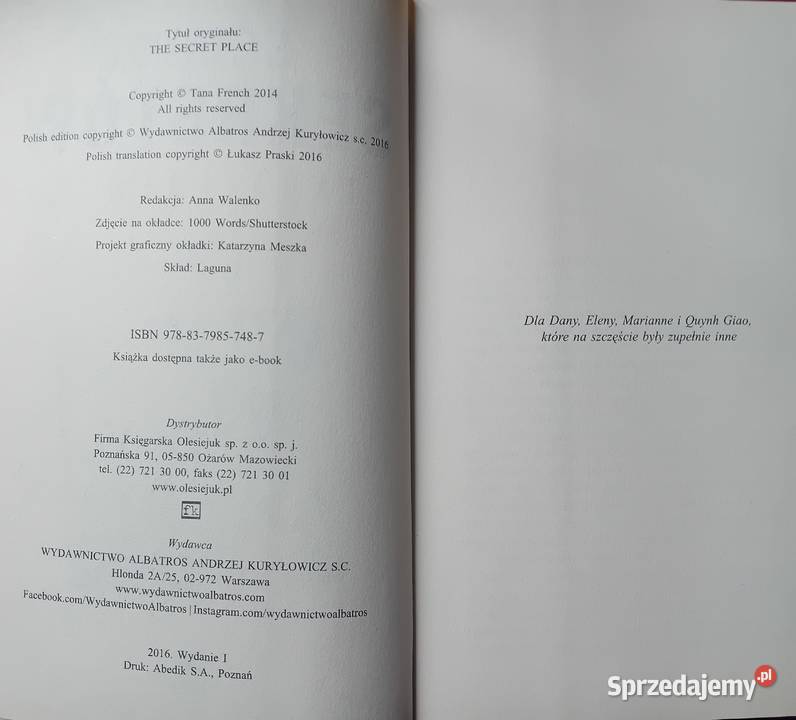 Tytuł oryginału:
THE SECRET PLACE
Copyright © Tana French 2014
All rights reserved
Polish edition copyright © Wydawnictwo Albatros Andrzej Kuryłowicz s.c. 2016
Polish translation copyright © Łukasz Praski 2016
Redakcja: Anna Walenko
Zdjęcie na okładce: 1000 Words/Shutterstock
Projekt graficzny okładki: Katarzyna Meszka
Skład: Laguna
ISBN 978-83-7985-748-7
Książka dostępna także jako e-book
Dystrybutor
Firma Księgarska Olesiejuk sp. z o.o. sp. j.
Poznańska 91, 05-850 Ożarów Mazowiecki
tel. (22) 721 30 00, faks (22) 721 30 01
www.olesiejuk.pl
fk
Wydawca
WYDAWNICTWO ALBATROS ANDRZEJ KURYŁOWICZ S.C.
Hlonda 2A/25, 02-972 Warszawa
www.wydawnictwoalbatros.com
Facebook.com/WydawnictwoAlbatros | Instagram.com/wydawnictwoalbatros
2016. Wydanie I
Druk: Abedik S.A., Poznań
Dla Dany, Eleny, Marianne i Quynh Giao,
które na szczęście były zupełnie inne
Sprzedajemy.pl